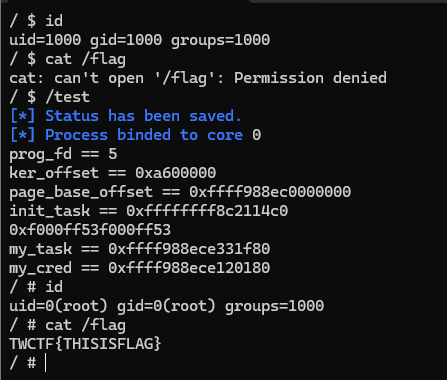 / $ id
uid=1000 gid=1000 groups=1000
/ $ cat /flag
cat: can't open '/flag': Permission denied
/ $ /test
[*] Status has been saved.
[*] Process binded to core 0
prog_fd == 5
ker_offset == 0xa600000
page_base_offset == 0xffff988ec0000000
init_task == 0xffffffff8c2114c0
0xf000ff53f000ff53
my_task == 0xffff988ece331f80
my_cred == 0xffff988ece120180
/ # id
uid=0(root) gid=0(root) groups=1000
/ # cat /flag
TWCTF{THISISFLAG}
/ #